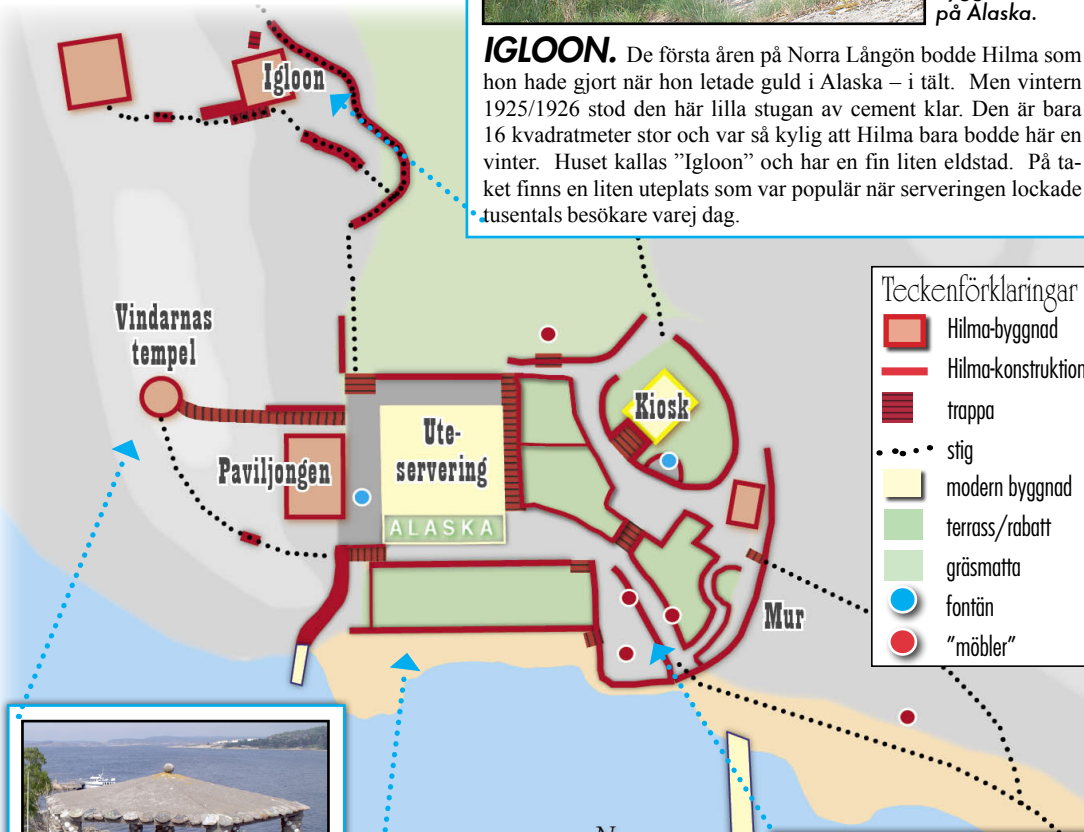 på Alaska.
IGLOON. De första åren på Norra Långön bodde Hilma som
hon hade gjort när hon letade guld i Alaska – i tält. Men vintern
1925/1926 stod den här lilla stugan av cement klar. Den är bara
16 kvadratmeter stor och var så kylig att Hilma bara bodde här en
vinter. Huset kallas ”Igloon” och har en fin liten eldstad. På ta-
ket finns en liten uteplats som var populär när serveringen lockade
tusentals besökare varej dag.
Igloon
Vindarnas
tempel
Paviljongen
Ute-
servering
ALASKA
Kiosk
Mur
Teckenförklaringar
Hilma-byggnad
Hilma-konstruktion
trappa
stig
modern byggnad
terrass/rabatt
gräsmatta
fontän
”möbler”
N